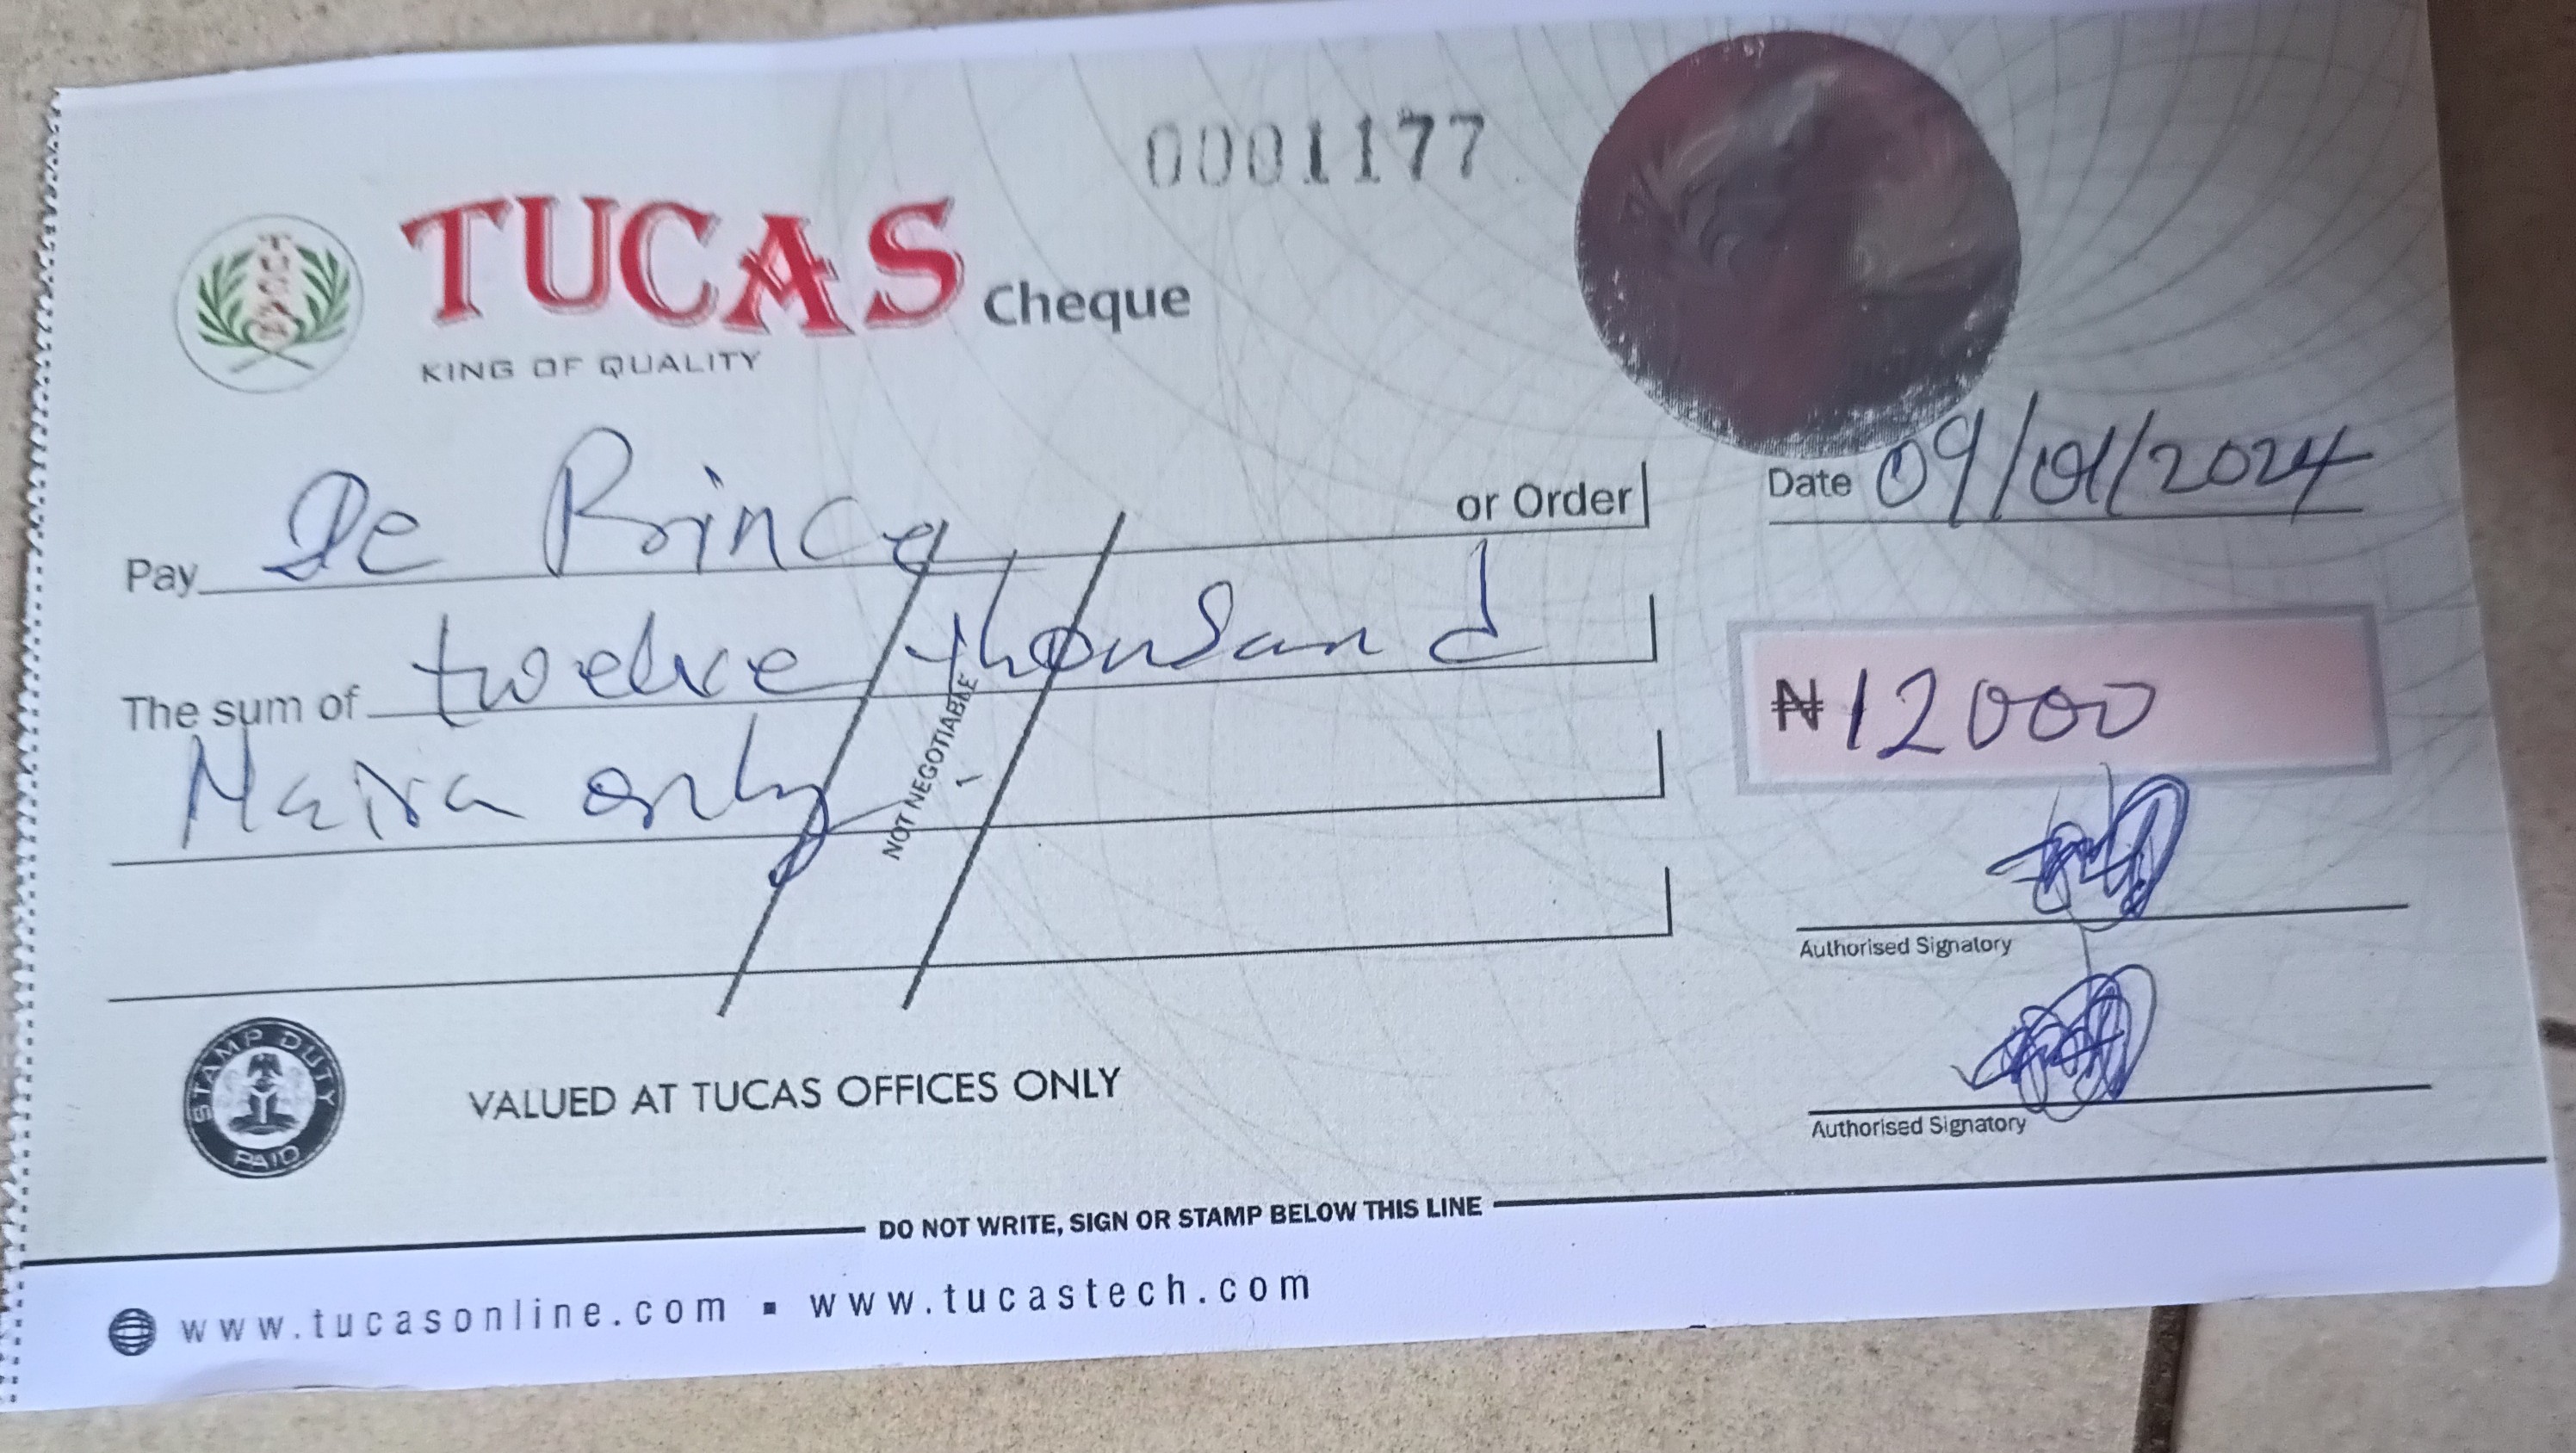 0001177
TUCAS Cheque
KING OF QUALITY
Pay De Prince or Order
Date 09/01/2024
The sum of twelve thousand
Naira only
₦12000
NOT NEGOTIABLE
Authorised Signatory
Authorised Signatory
STAMP DUTY PAID
VALUED AT TUCAS OFFICES ONLY
DO NOT WRITE, SIGN OR STAMP BELOW THIS LINE
www.tucasonline.com ▪ www.tucastech.com